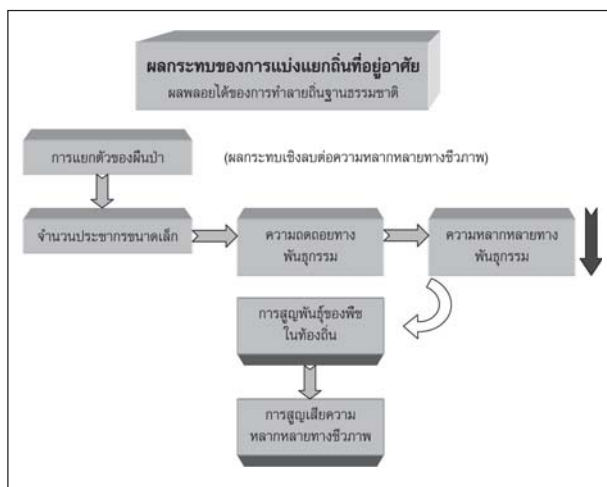 ผลกระทบของการแบ่งแยกถิ่นที่อยู่อาศัย
ผลพลอยได้ของการทำลายถิ่นฐานธรรมชาติ
การแยกตัวของผืนป่า
(ผลกระทบเชิงลบต่อความหลากหลายทางชีวภาพ)
จำนวนประชากรขนาดเล็ก
ความถดถอยทาง
พันธุกรรม
ความหลากหลายทาง
พันธุกรรม
การสูญพันธุ์ของพืช
ในท้องถิ่น
การสูญเสียความ
หลากหลายทางชีวภาพ